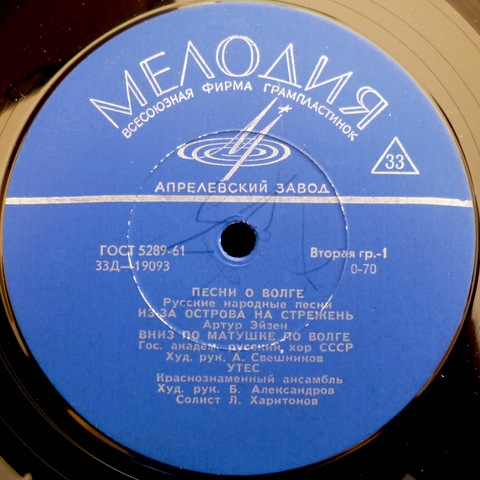 МЕЛОДИЯ
ВСЕСОЮЗНАЯ ФИРМА ГРАМПЛАСТИНОК
33
АПРЕЛЕВСКИЙ ЗАВОД
ГОСТ 5289-61
Вторая гр.-1
33Д—19093
0-70
ПЕСНИ О ВОЛГЕ
Русские народные песни
ИЗ-ЗА ОСТРОВА НА СТРЕЖЕНЬ
Артур Эйзен
ВНИЗ ПО МАТУШКЕ ПО ВОЛГЕ
Гос. академ. русский хор СССР
Худ. рук. А. Свешников
УТЕС
Краснознаменный ансамбль
Худ. рук. Б. Александров
Солист Л. Харитонов